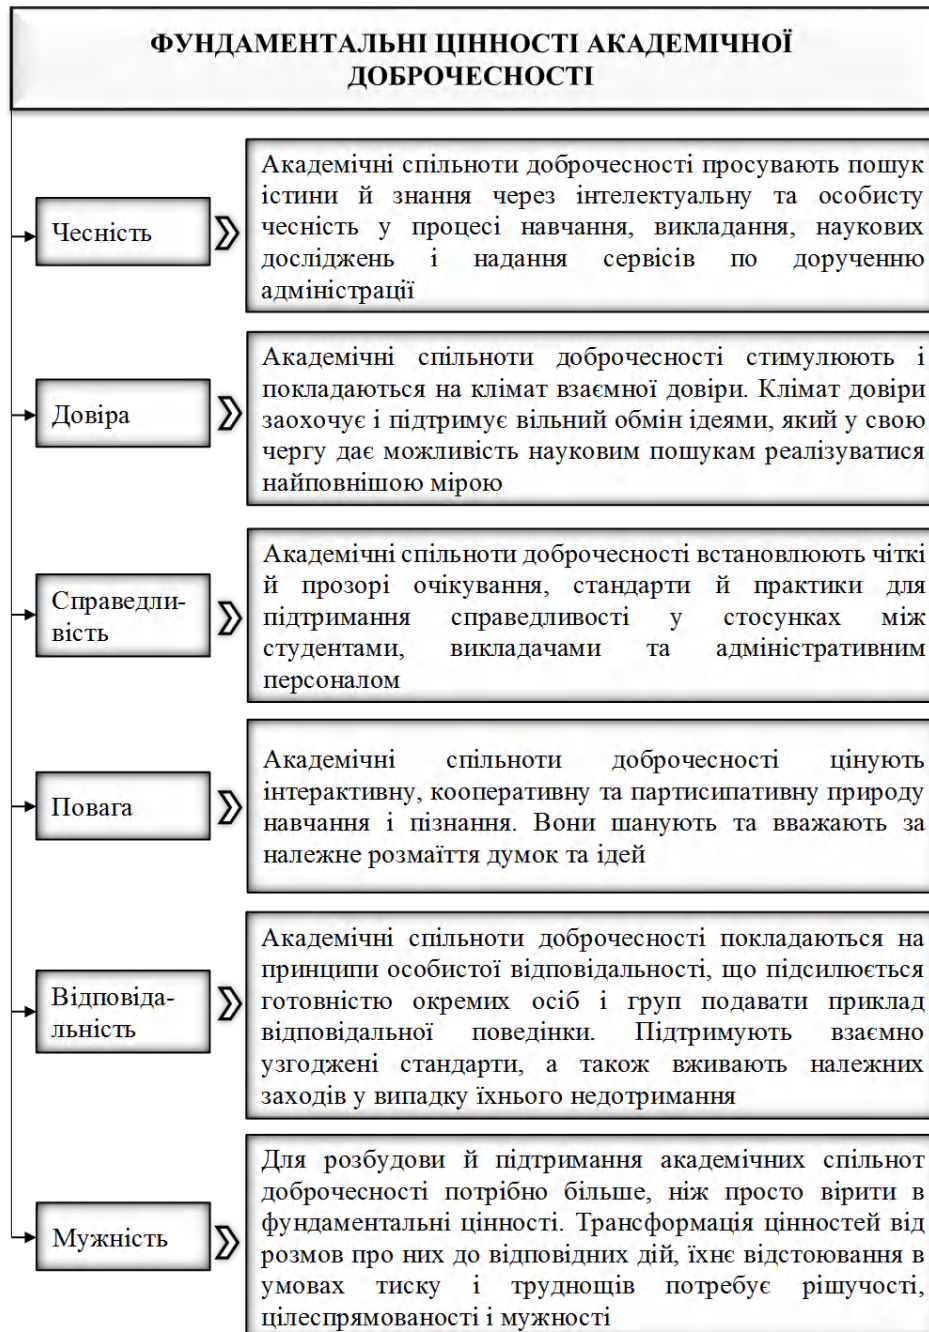 ФУНДАМЕНТАЛЬНІ ЦІННОСТІ АКАДЕМІЧНОЇ
ДОБРОЧЕСНОСТІ
Чесність
Академічні спільноти доброчесності просувають пошук
істини й знання через інтелектуальну та особисту
чесність у процесі навчання, викладання, наукових
досліджень і надання сервісів по дорученню
адміністрації
Довіра
Академічні спільноти доброчесності стимулюють і
покладаються на клімат взаємної довіри. Клімат довіри
заохочує і підтримує вільний обмін ідеями, який у свою
чергу дає можливість науковим пошукам реалізуватися
найповнішою мірою
Справедли-
вість
Академічні спільноти доброчесності встановлюють чіткі
й прозорі очікування, стандарти й практики для
підтримання справедливості у стосунках між
студентами, викладачами та адміністративним
персоналом
Повага
Академічні спільноти доброчесності цінують
інтерактивну, кооперативну та партисипативну природу
навчання і пізнання. Вони шанують та вважають за
належне розмаїття думок та ідей
Відповіда-
льність
Академічні спільноти доброчесності покладаються на
принципи особистої відповідальності, що підсилюється
готовністю окремих осіб і груп подавати приклад
відповідальної поведінки. Підтримують взаємно
узгоджені стандарти, а також вживають належних
заходів у випадку їхнього недотримання
Мужність
Для розбудови й підтримання академічних спільнот
доброчесності потрібно більше, ніж просто вірити в
фундаментальні цінності. Трансформація цінностей від
розмов про них до відповідних дій, їхнє відстоювання в
умовах тиску і труднощів потребує рішучості,
цілеспрямованості і мужності